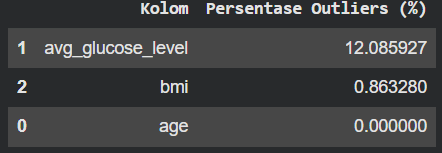 Kolom Persentase Outliers (%)
1 avg_glucose_level 12.085927
2 bmi 0.863280
0 age 0.000000